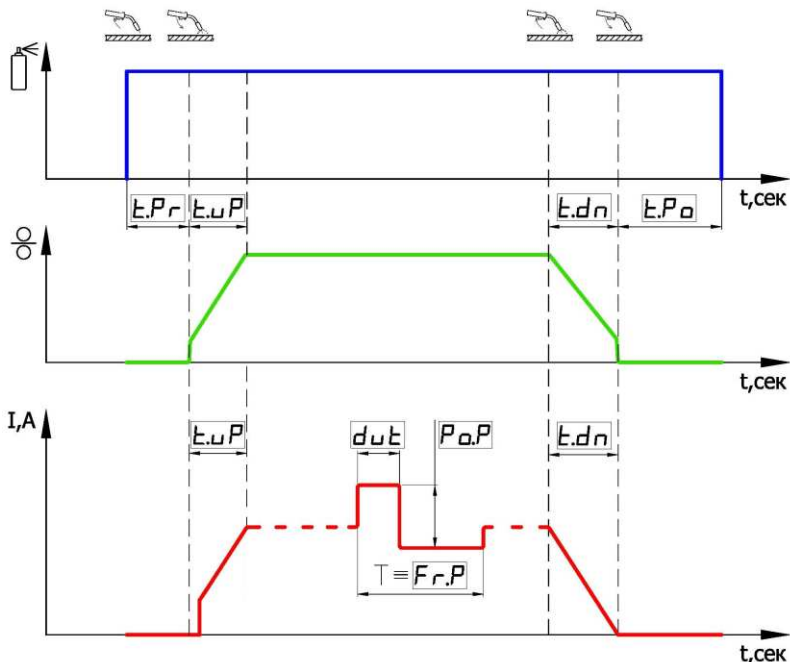 t,сек
t.Pr t.uP t.dn t.Po
t,сек
I,А
t.uP dut Po.P t.dn
T ≡ Fr.P
t,сек